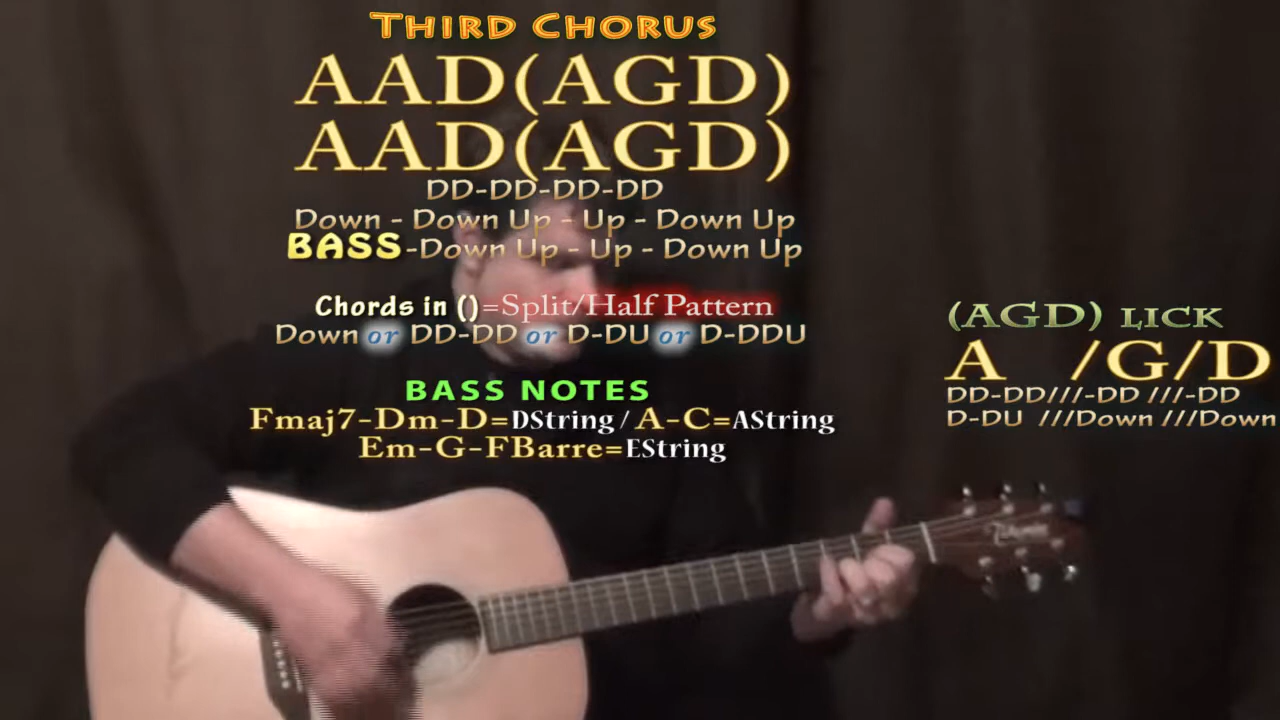 THIRD CHORUS
AAD(AGD)
AAD(AGD)
DD-DD-DD-DD
Down - Down Up - Up - Down Up
BASS-Down Up - Up - Down Up
Chords in ()=Split/Half Pattern
Down or DD-DD or D-DU or D-DDU
BASS NOTES
Fmaj7-Dm-D=DString / A-C=AString
Em-G-FBarre=EString
(AGD) LICK
A /G/D
DD-DD///-DD ///-DD
D-DU ///Down ///Down